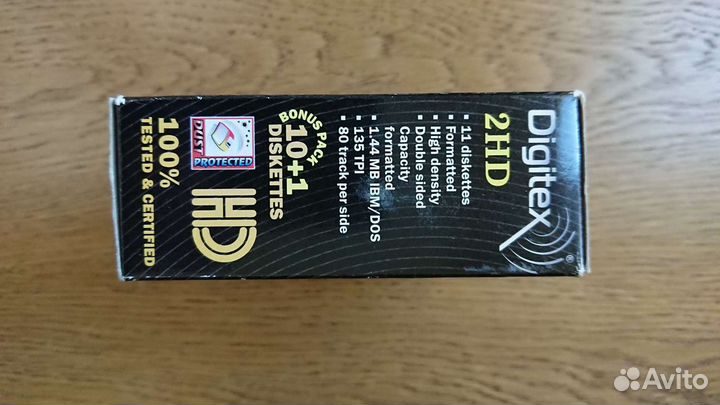 Digitex
®
2HD
• 11 diskettes
• Formatted
• High density
• Double sided
• Capacity
formatted
1.44 MB IBM/DOS
• 135 TPI
• 80 track per side
BONUS PACK
10+1
DISKETTES
DUST
PROTECTED
HD
100%
TESTED & CERTIFIED
Avito